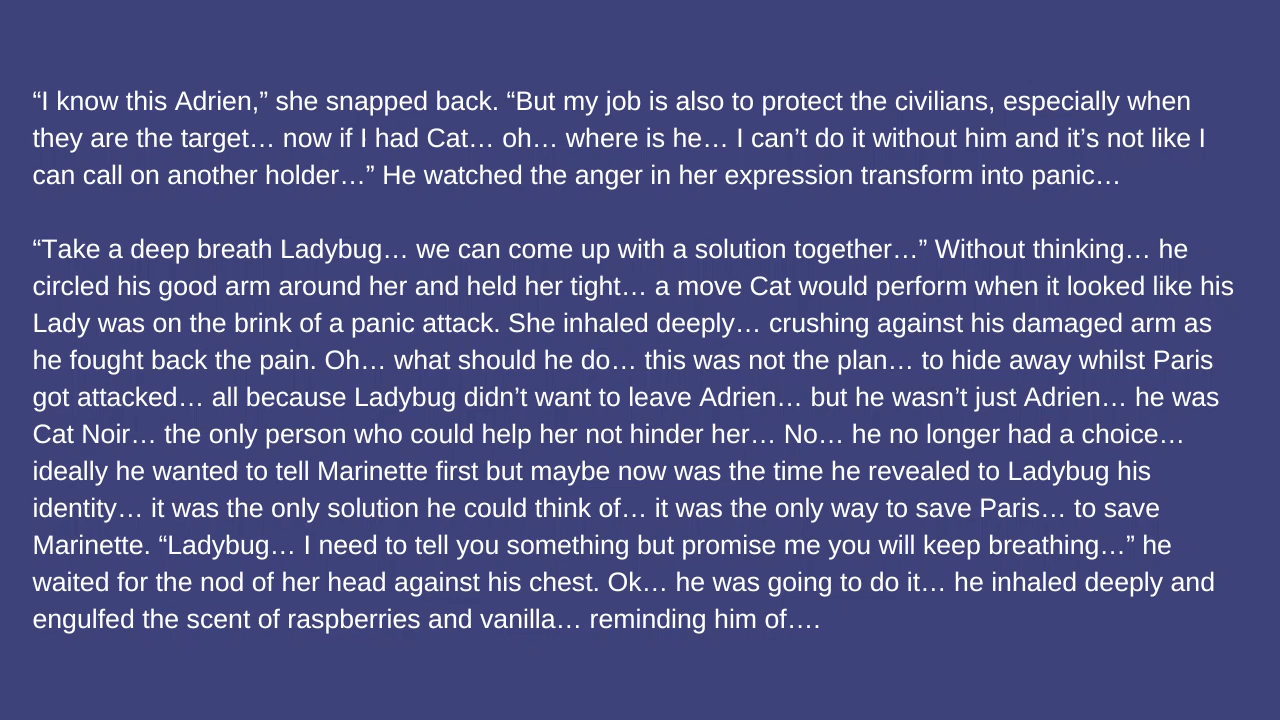 “I know this Adrien,” she snapped back. “But my job is also to protect the civilians, especially when
they are the target… now if I had Cat… oh… where is he… I can’t do it without him and it’s not like I
can call on another holder…” He watched the anger in her expression transform into panic…
“Take a deep breath Ladybug… we can come up with a solution together…” Without thinking… he
circled his good arm around her and held her tight… a move Cat would perform when it looked like his
Lady was on the brink of a panic attack. She inhaled deeply… crushing against his damaged arm as
he fought back the pain. Oh… what should he do… this was not the plan… to hide away whilst Paris
got attacked… all because Ladybug didn’t want to leave Adrien… but he wasn’t just Adrien… he was
Cat Noir… the only person who could help her not hinder her… No… he no longer had a choice…
ideally he wanted to tell Marinette first but maybe now was the time he revealed to Ladybug his
identity… it was the only solution he could think of… it was the only way to save Paris… to save
Marinette. “Ladybug… I need to tell you something but promise me you will keep breathing…” he
waited for the nod of her head against his chest. Ok… he was going to do it… he inhaled deeply and
engulfed the scent of raspberries and vanilla… reminding him of….